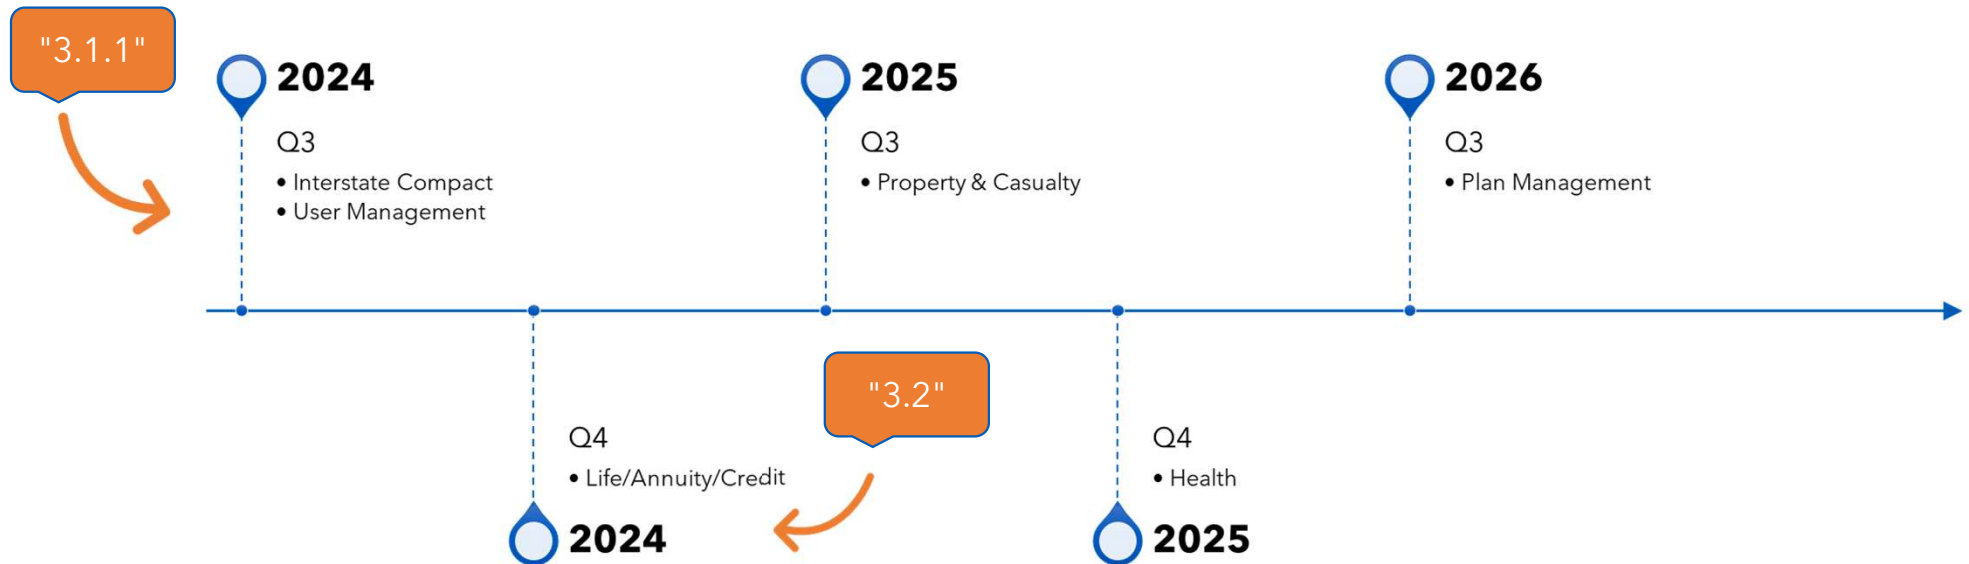 "3.1.1"
2024
Q3
• Interstate Compact
• User Management
2025
Q3
• Property & Casualty
2026
Q3
• Plan Management
Q4
• Life/Annuity/Credit
2024
"3.2"
Q4
• Health
2025